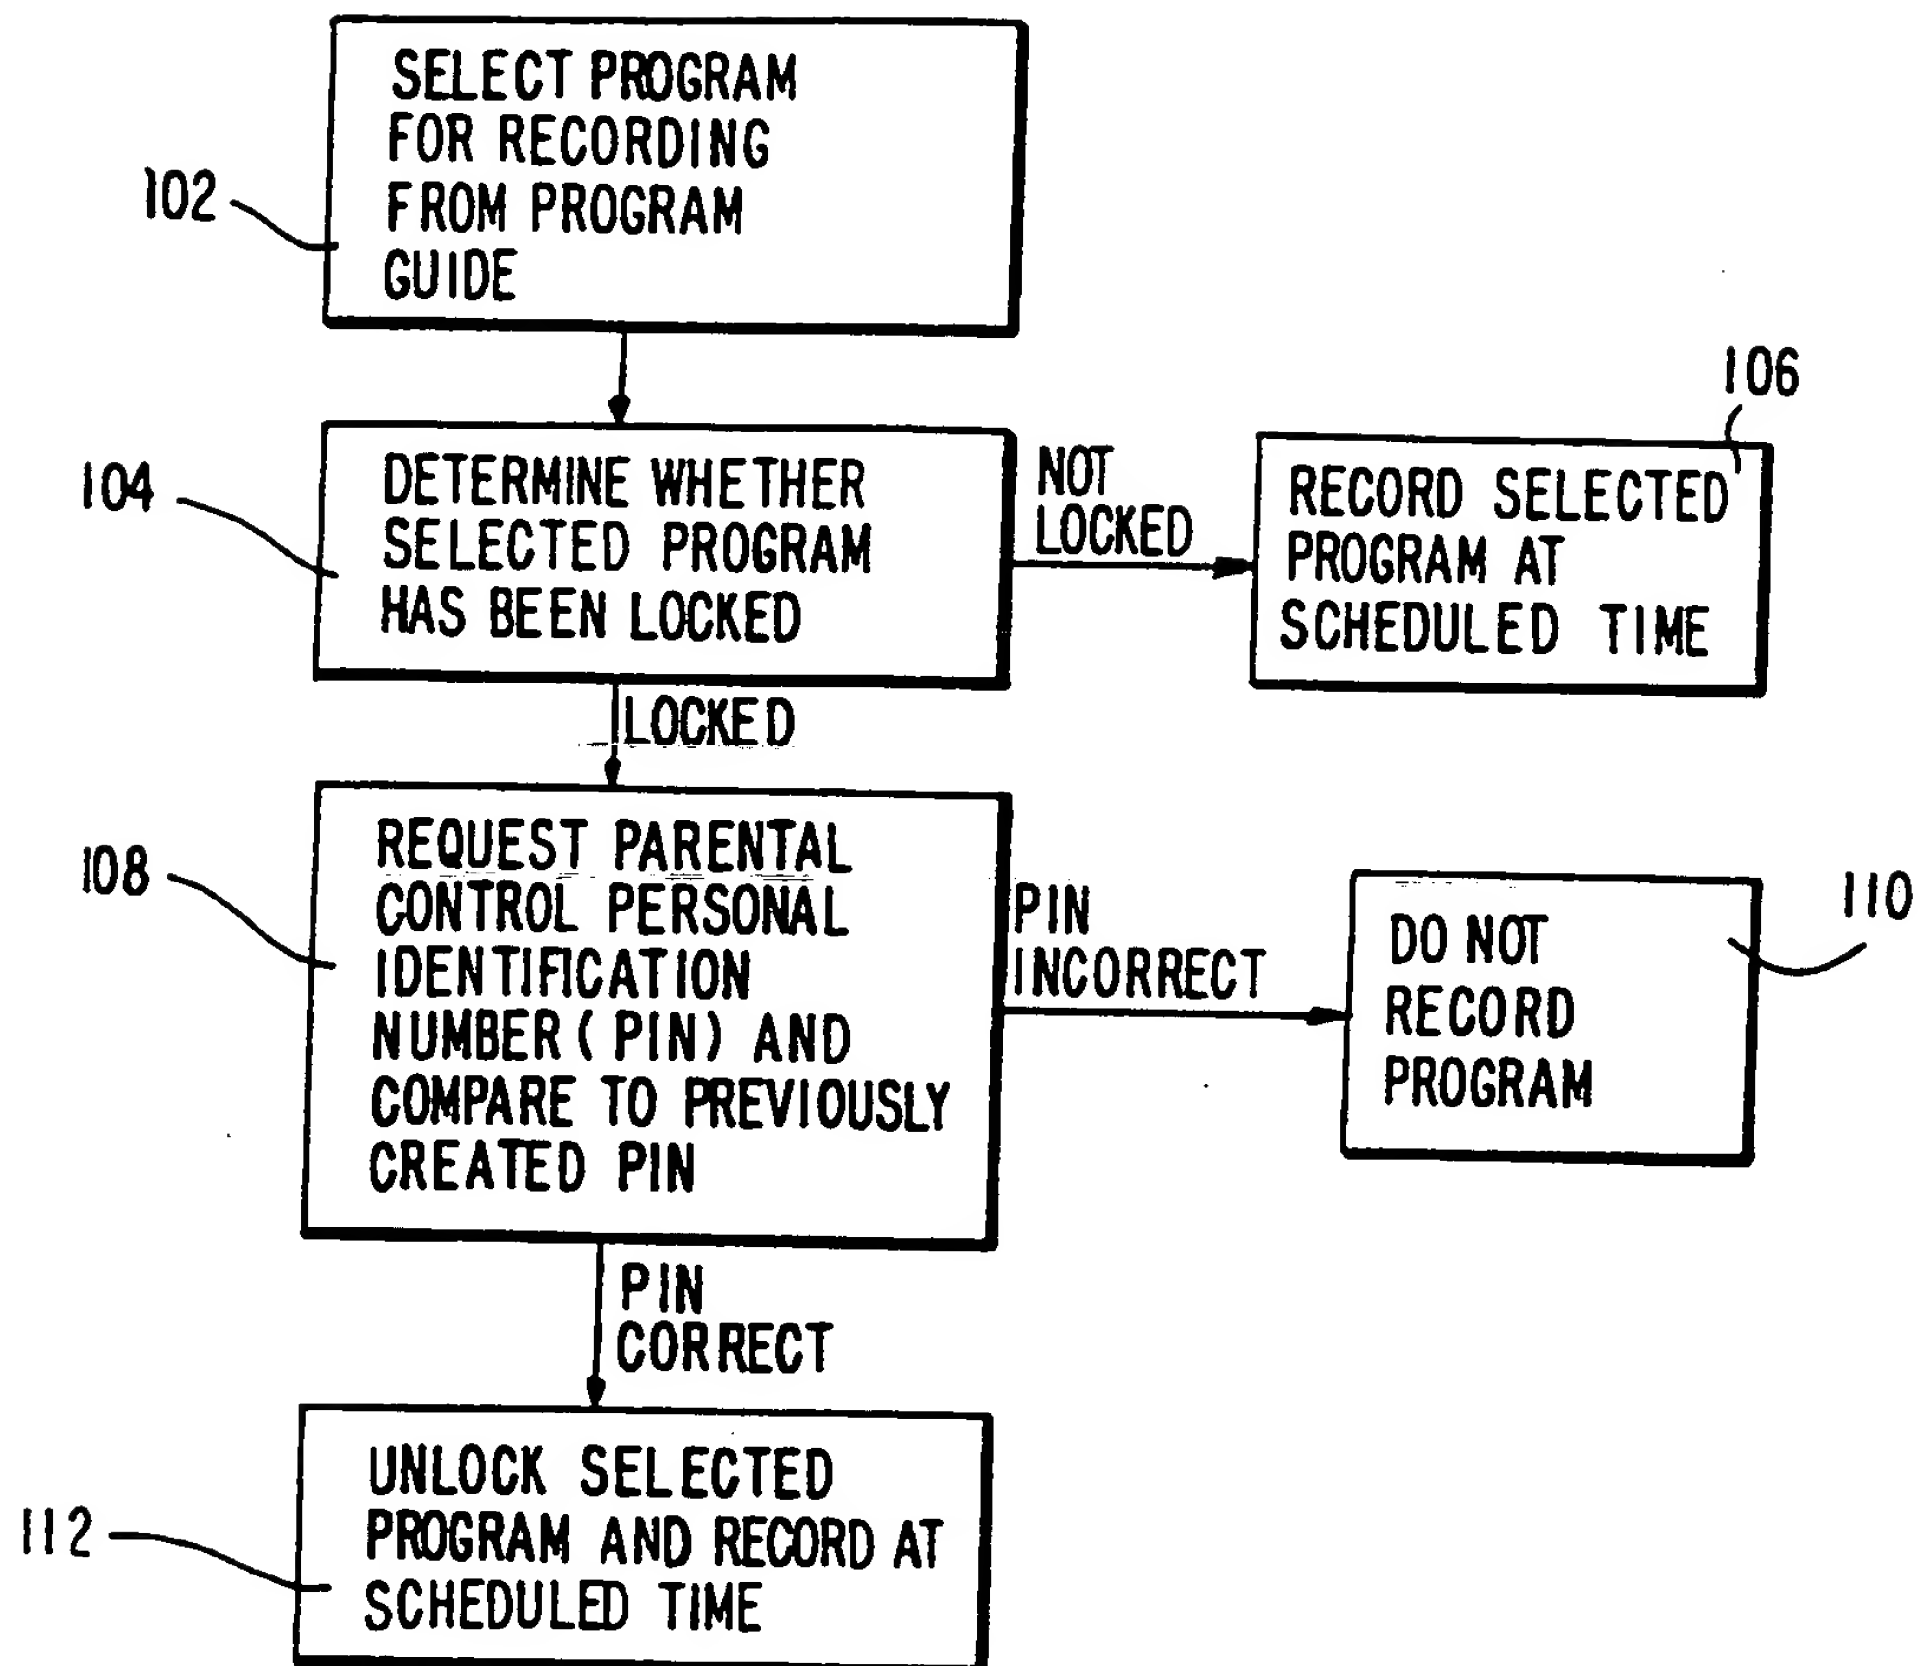 SELECT PROGRAM
FOR RECORDING
FROM PROGRAM
GUIDE
102
106
DETERMINE WHETHER
SELECTED PROGRAM
HAS BEEN LOCKED
104
NOT
LOCKED
RECORD SELECTED
PROGRAM AT
SCHEDULED TIME
LOCKED
REQUEST PARENTAL
CONTROL PERSONAL
IDENTIFICATION
NUMBER (PIN) AND
COMPARE TO PREVIOUSLY
CREATED PIN
108
PIN
INCORRECT
DO NOT
RECORD
PROGRAM
110
PIN
CORRECT
UNLOCK SELECTED
PROGRAM AND RECORD AT
SCHEDULED TIME
112